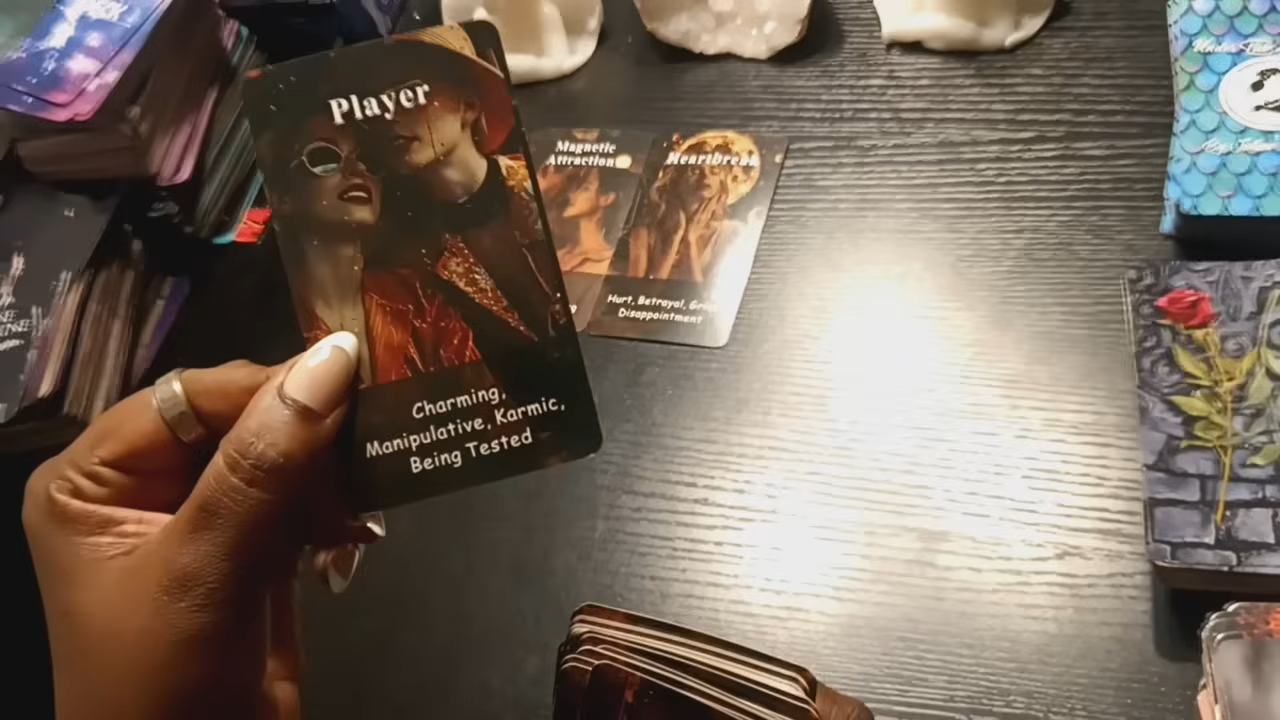 Player
Charming,
Manipulative, Karmic,
Being Tested
Magnetic
Attraction
Heartbreak
Hurt, Betrayal,
Disappointment